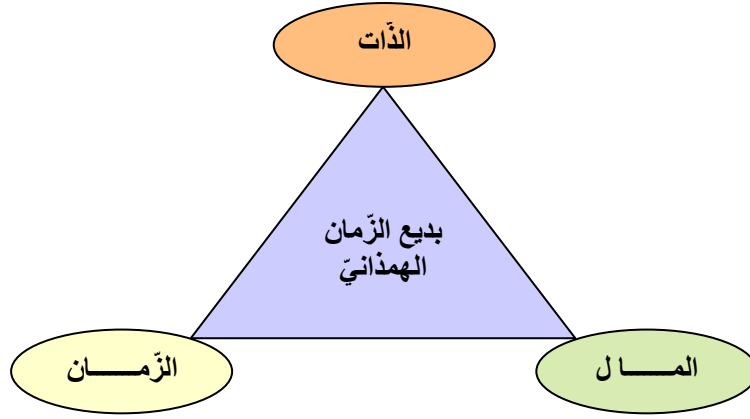 الذّات
بديع الزّمان
الهمذانيّ
المـــــا ل
الزّمـــــان